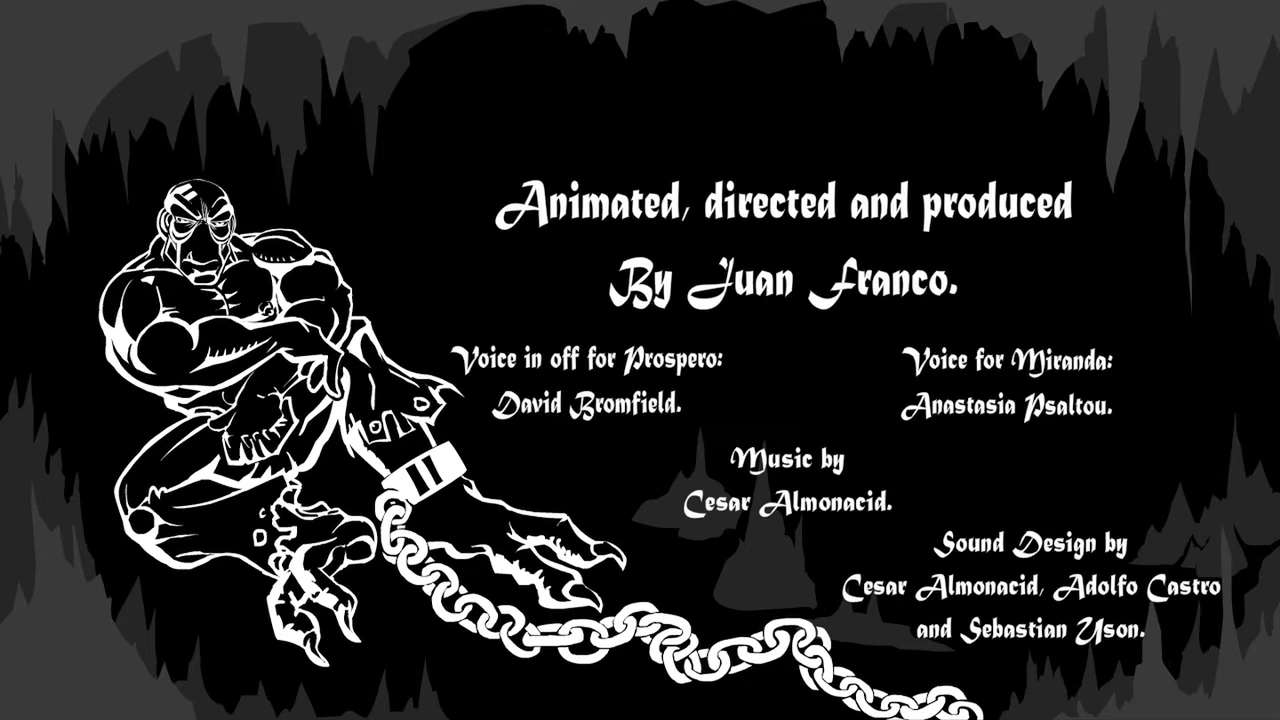 Animated, directed and produced
By Juan Franco.
Voice in off for Prospero:
David Bromfield.
Voice for Miranda:
Anastasia Psaltou.
Music by
Cesar Almonacid.
Sound Design by
Cesar Almonacid, Adolfo Castro
and Sebastian Uson.